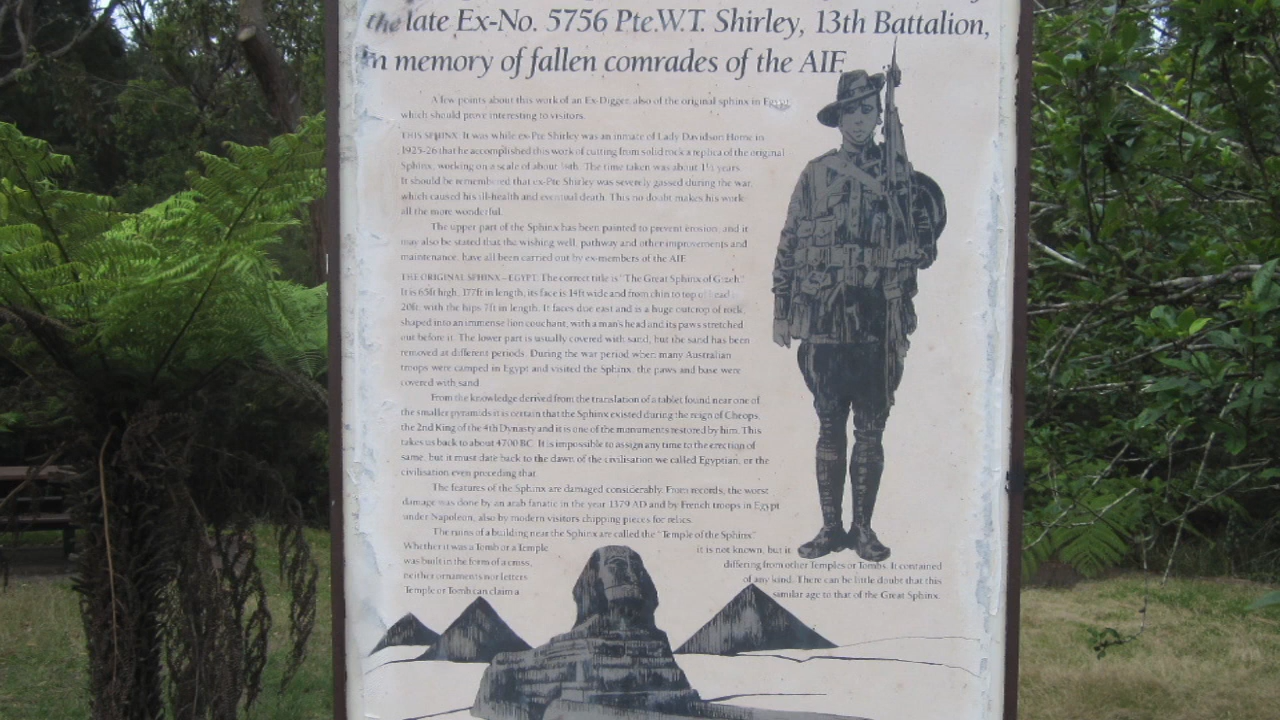 the late Ex-No. 5756 Pte.W.T. Shirley, 13th Battalion,
In memory of fallen comrades of the AIF
A few points about this work of an Ex-Digger, also of the original sphinx in Egypt
which should prove interesting to visitors.
THIS SPHINX: It was while ex-Pte Shirley was an inmate of Lady Davidson Home in
1925-26 that he accomplished this work of cutting from solid rock a replica of the original
Sphinx, working on a scale of about The time taken was about 1½ years.
It should be remembered that ex-Pte Shirley was severely gassed during the war,
which caused his ill-health and eventual death. This no doubt makes his work
all the more wonderful.
The upper part of the Sphinx has been painted to prevent erosion, and it
may also be stated that the wishing well, pathway and other improvements and
maintenance, have all been carried out by ex-members of the AIF
THE ORIGINAL SPHINX – EGYPT: The correct title is "The Great Sphinx of Gizeh"
It is 65ft high, 177ft in length, its face is 14ft wide and from chin to top of head
20ft, with the hips 7ft in length. It faces due east and is a huge outcrop of rock,
shaped into an immense lion couchant, with a man's head and its paws stretched
out before it. The lower part is usually covered with sand, but the sand has been
removed at different periods. During the war period when many Australian
troops were camped in Egypt and visited the Sphinx, the paws and base were
covered with sand
From the knowledge derived from the translation of a tablet found near one of
the smaller pyramids it is certain that the Sphinx existed during the reign of Cheops,
the 2nd King of the 4th Dynasty and it is one of the monuments restored by him. This
takes us back to about 4700 BC. It is impossible to assign any time to the erection of
same, but it must date back to the dawn of the civilisation we called Egyptian, or the
civilisation even preceding that.
The features of the Sphinx are damaged considerably. From records, the worst
damage was done by an arab fanatic in the year 1379 AD and by French troops in Egypt
under Napoleon, also by modern visitors chipping pieces for relics.
The ruins of a building near the Sphinx are called the "Temple of the Sphinx."
Whether it was a Tomb or a Temple it is not known, but it
was built in the form of a cross, differing from other Temples or Tombs. It contained
neither ornaments nor letters of any kind. There can be little doubt that this
Temple or Tomb can claim a similar age to that of the Great Sphinx.